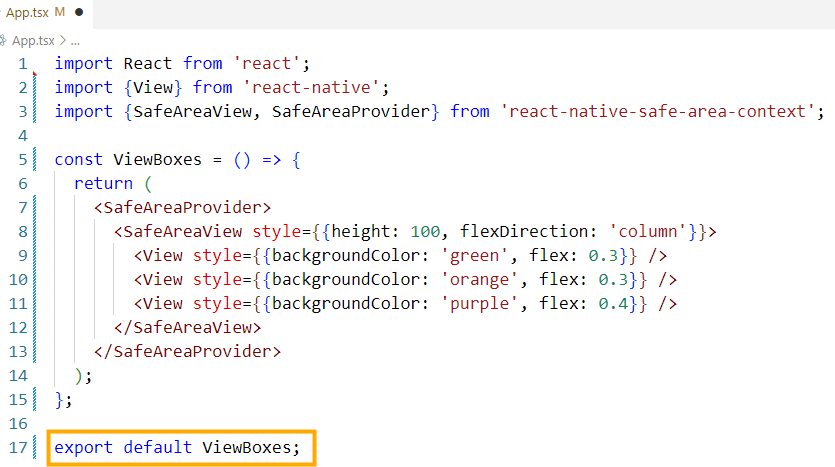 App.tsx M ●
App.tsx > ...
1 import React from 'react';
2 import {View} from 'react-native';
3 import {SafeAreaView, SafeAreaProvider} from 'react-native-safe-area-context';
4
5 const ViewBoxes = () => {
6   return (
7     <SafeAreaProvider>
8       <SafeAreaView style={{height: 100, flexDirection: 'column'}}>
9         <View style={{backgroundColor: 'green', flex: 0.3}} />
10         <View style={{backgroundColor: 'orange', flex: 0.3}} />
11         <View style={{backgroundColor: 'purple', flex: 0.4}} />
12       </SafeAreaView>
13     </SafeAreaProvider>
14   );
15 };
16
17 export default ViewBoxes;